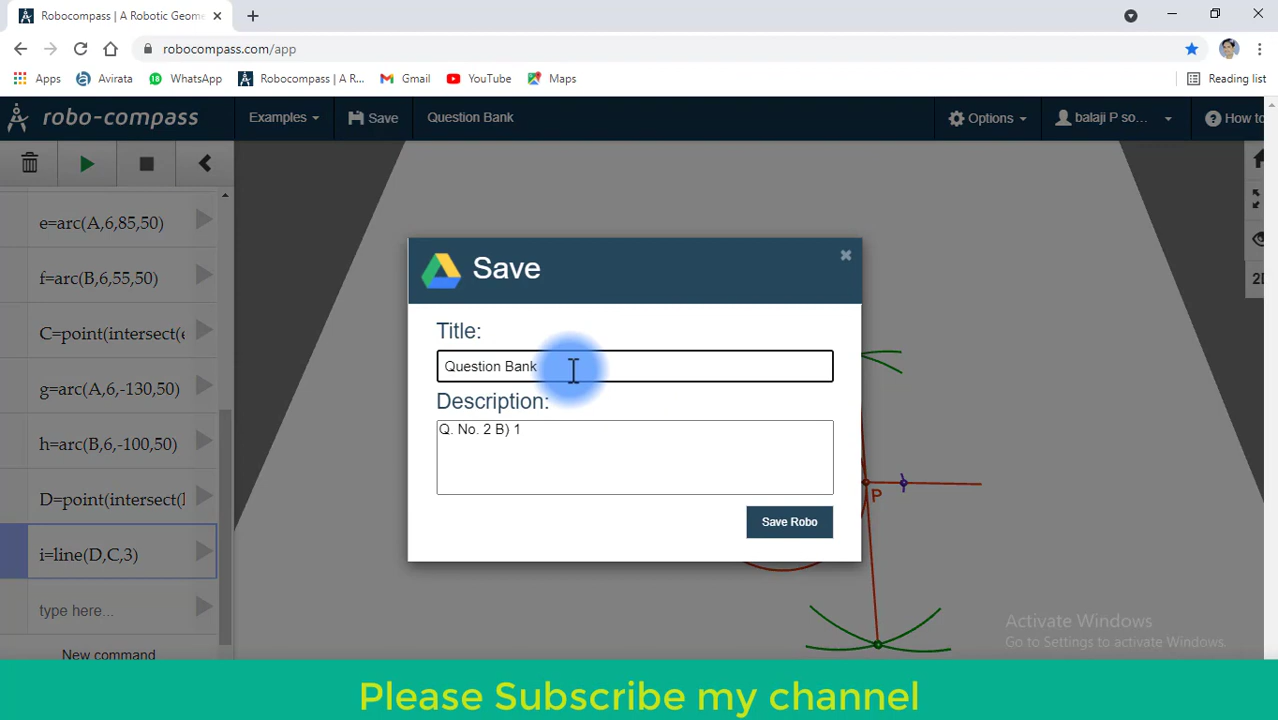 Robocompass | A Robotic Geome
robocompass.com/app
Apps
Avirata
WhatsApp
Robocompass | A R...
Gmail
YouTube
Maps
Reading list
robo-compass
Examples
Save
Question Bank
Options
balaji P so...
How to
e=arc(A,6,85,50)
f=arc(B,6,55,50)
C=point(intersect(e
g=arc(A,6,-130,50)
h=arc(B,6,-100,50)
D=point(intersect(
i=line(D,C,3)
type here...
New command
2D
Save
Title:
Question Bank
Description:
Q. No. 2 B) 1
Save Robo
P
Activate Windows
Go to Settings to activate Windows.
Please Subscribe my channel